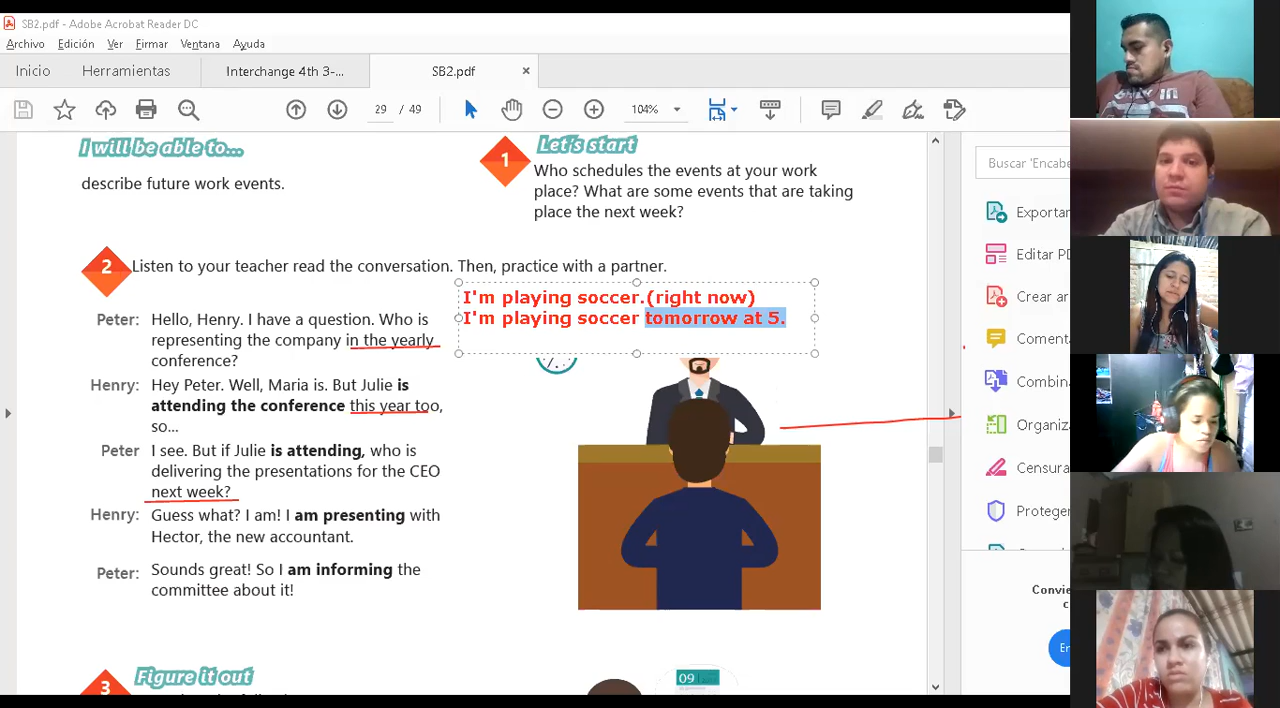 SB2.pdf - Adobe Acrobat Reader DC
Archivo Edición Ver Firmar Ventana Ayuda
Inicio Herramientas Interchange 4th 3-... SB2.pdf ×
29 / 49 104%
I will be able to...
describe future work events.
1 Let's start
Who schedules the events at your work
place? What are some events that are taking
place the next week?
2 Listen to your teacher read the conversation. Then, practice with a partner.
I'm playing soccer.(right now)
I'm playing soccer tomorrow at 5.
Peter: Hello, Henry. I have a question. Who is
representing the company in the yearly
conference?
Henry: Hey Peter. Well, Maria is. But Julie is
attending the conference this year too,
so...
Peter I see. But if Julie is attending, who is
delivering the presentations for the CEO
next week?
Henry: Guess what? I am! I am presenting with
Hector, the new accountant.
Peter: Sounds great! So I am informing the
committee about it!
3 Figure it out
09
Buscar 'Encabe
Exportar
Editar PD
Crear ar
Coment
Combin
Organiz
Censura
Proteger
Convie